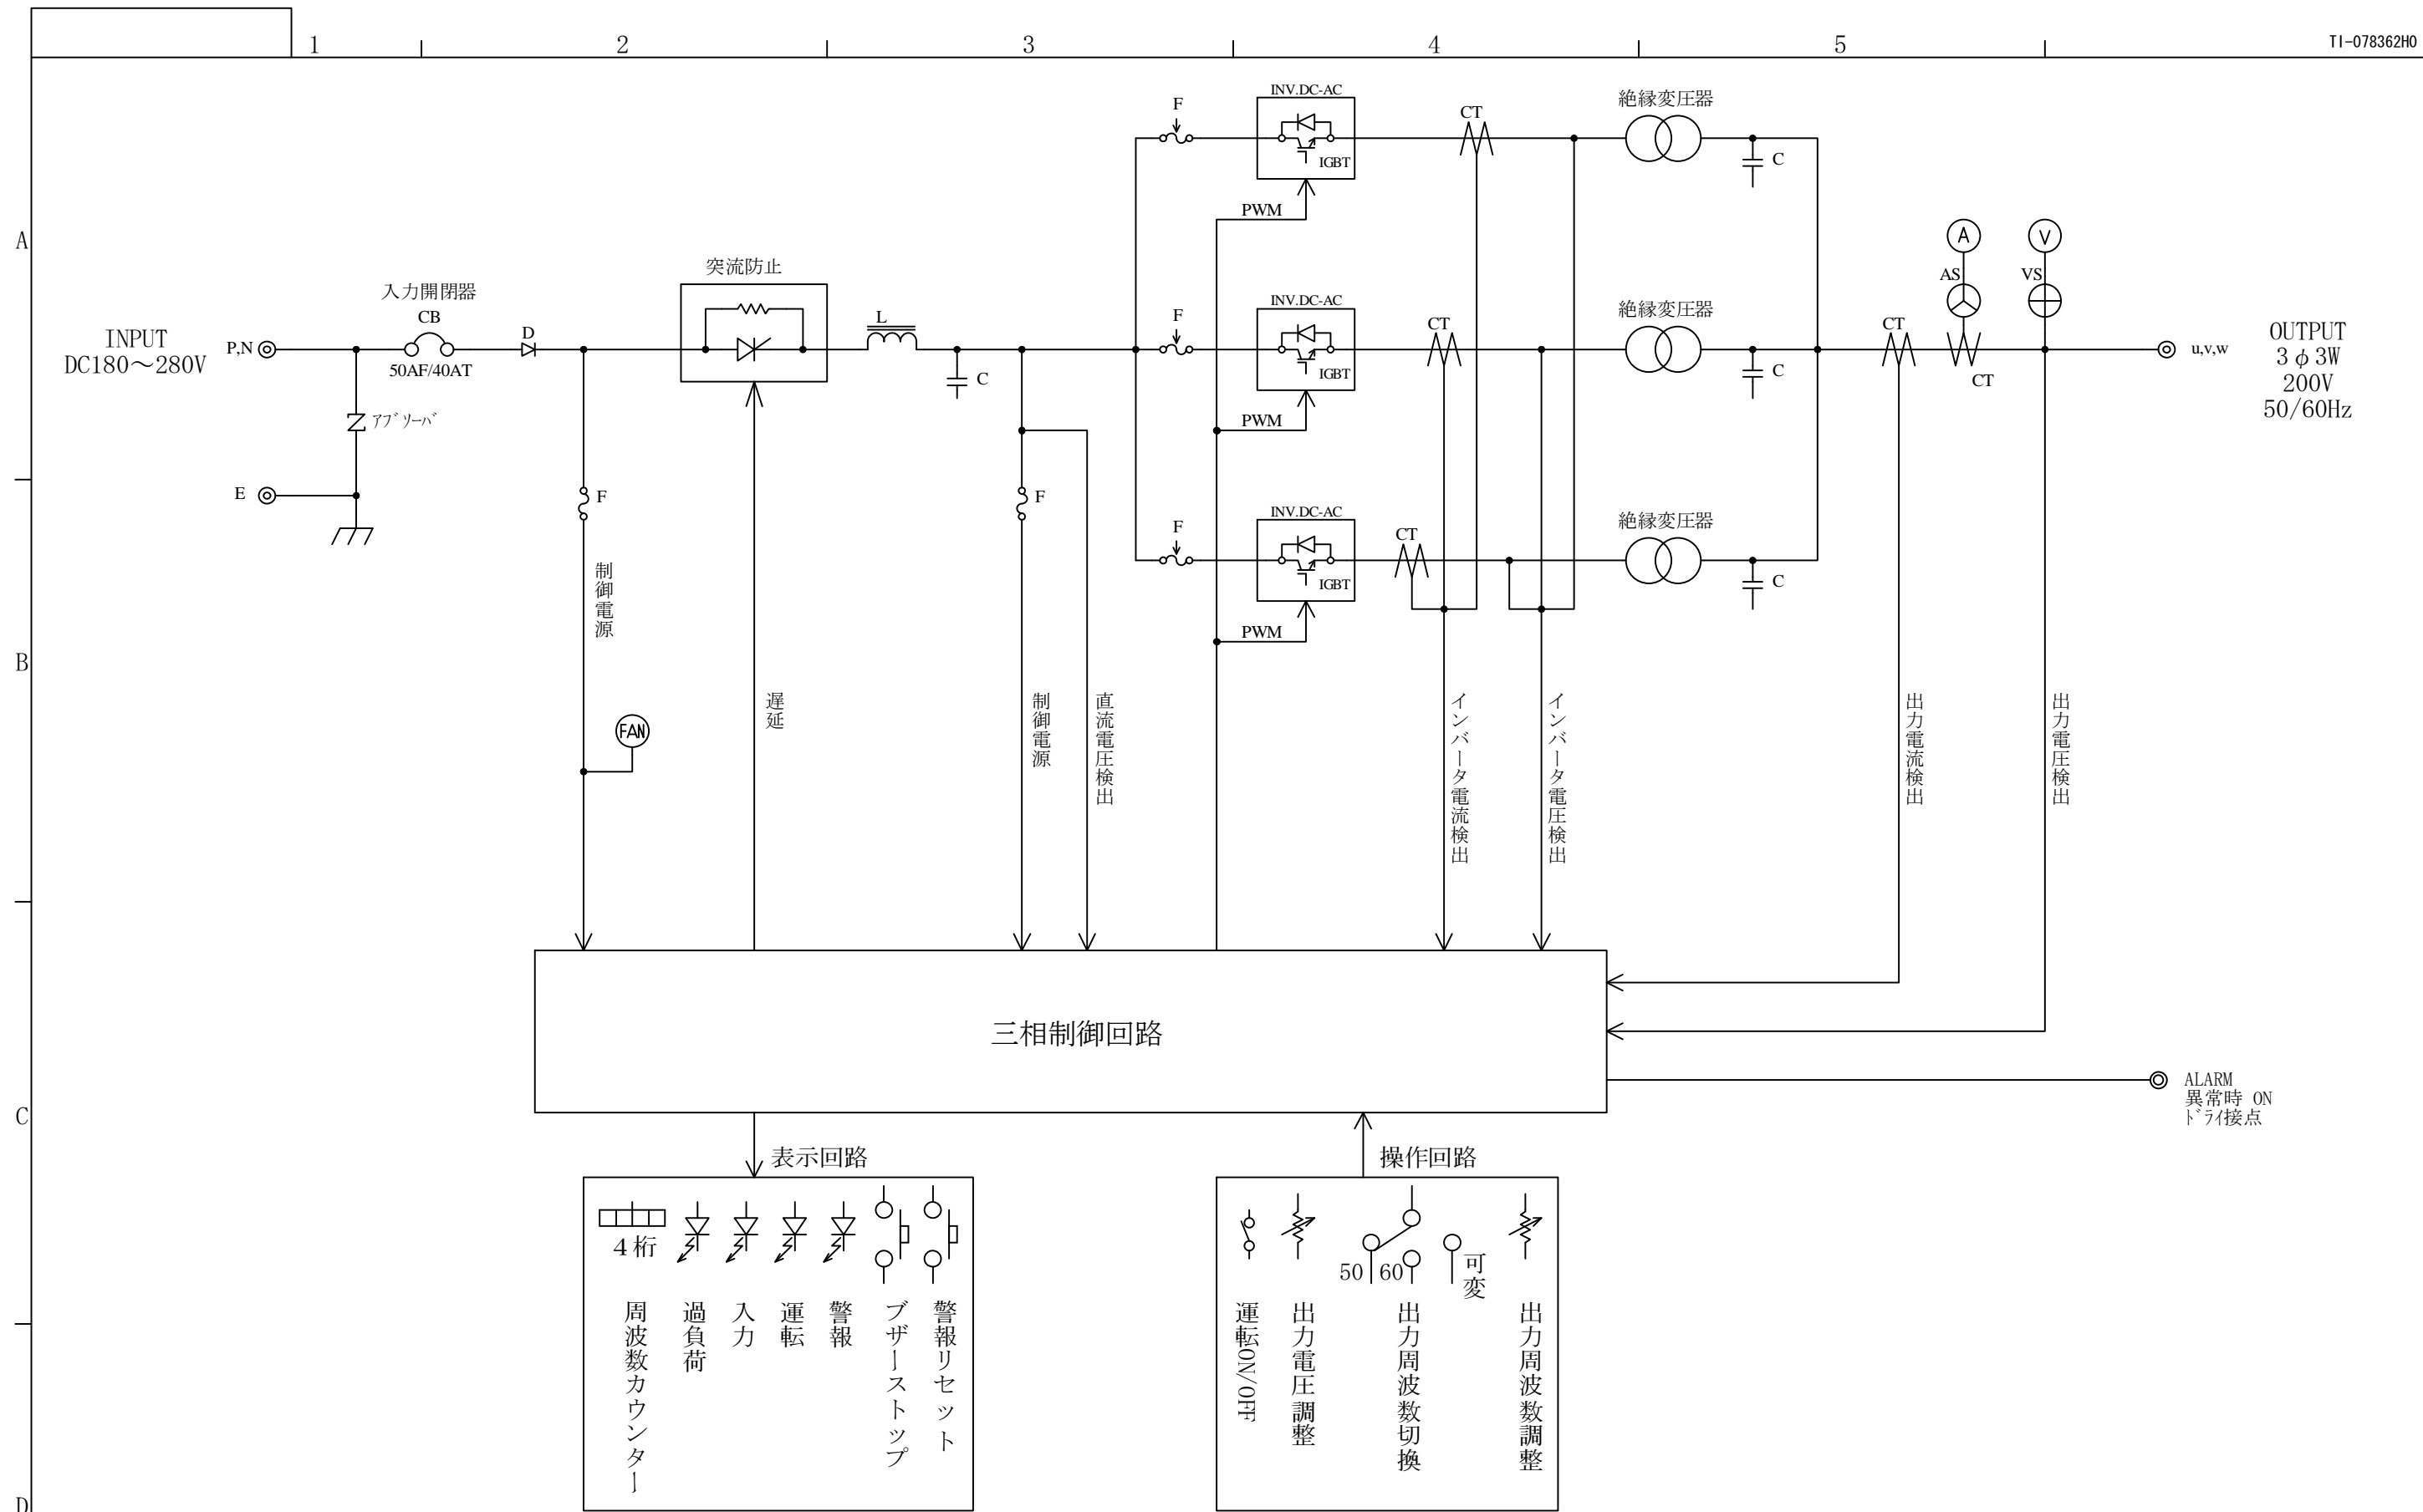 1
2
3
4
5
TI-078362H0
A
B
C
D
INPUT
DC180～280V
P,N
E
アブソーバ
入力開閉器
CB
50AF/40AT
D
F
制御電源
FAN
突流防止
遅延
L
C
F
制御電源
直流電圧検出
F
INV.DC-AC
IGBT
PWM
CT
絶縁変圧器
C
F
INV.DC-AC
IGBT
PWM
CT
絶縁変圧器
C
F
INV.DC-AC
IGBT
PWM
CT
絶縁変圧器
C
インバータ電流検出
インバータ電圧検出
CT
A
AS
CT
V
VS
出力電流検出
出力電圧検出
u,v,w
OUTPUT
3φ3W
200V
50/60Hz
三相制御回路
ALARM
異常時 ON
ドライ接点
表示回路
4桁
周波数カウンター
過負荷
入力
運転
警報
ブザーストップ
警報リセット
操作回路
50
60
可変
運転ON/OFF
出力電圧調整
出力周波数切換
出力周波数調整